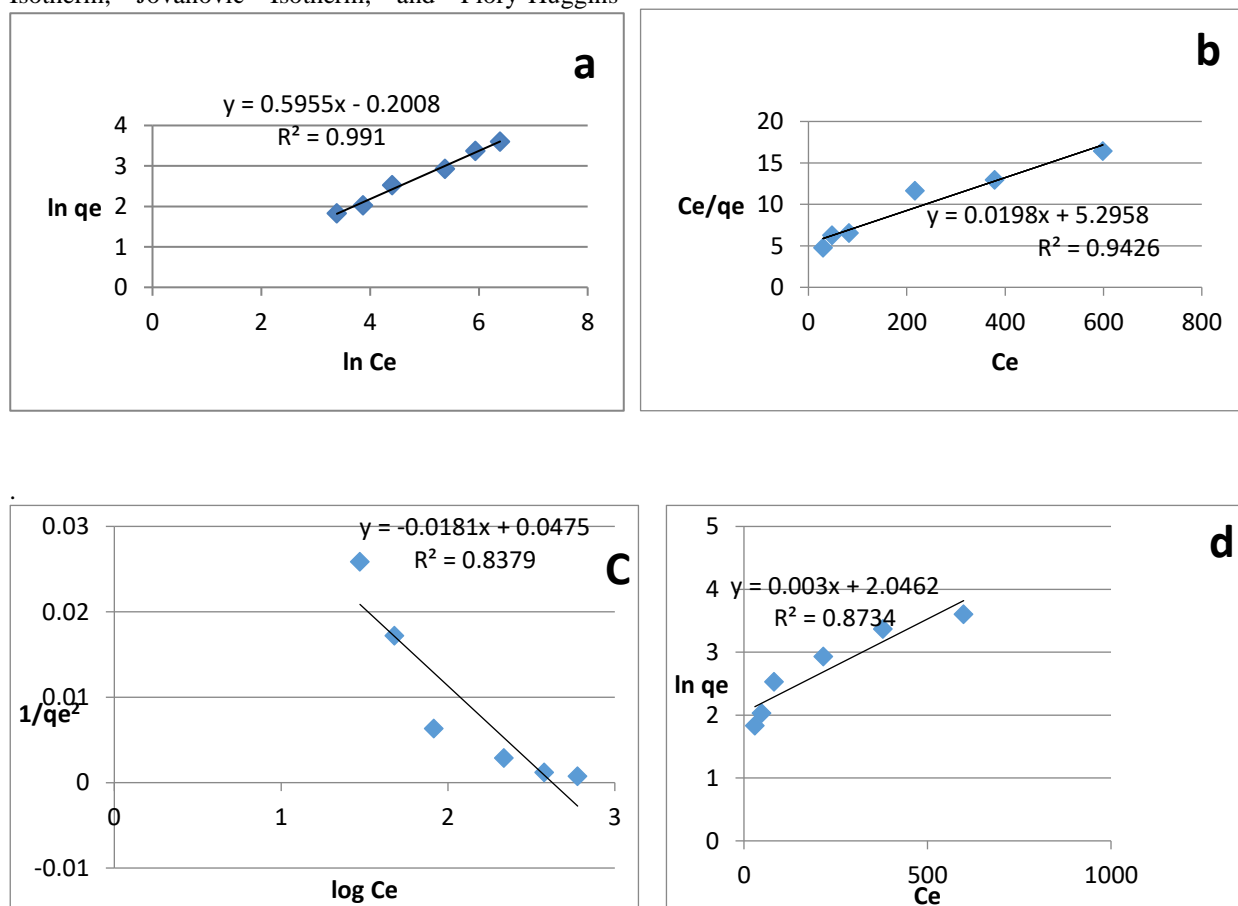 Isotherm, Jovanovic Isotherm, and Flory-Huggins
a
y = 0.5955x - 0.2008
R² = 0.991
4
3
2
1
0
ln qe
0 2 4 6 8
ln Ce
b
20
15
10
5
0
Ce/qe
y = 0.0198x + 5.2958
R² = 0.9426
0 200 400 600 800
Ce
.
C
y = -0.0181x + 0.0475
R² = 0.8379
0.03
0.02
0.01
0
-0.01
1/qe²
0 1 2 3
log Ce
d
5
4
3
2
1
0
y = 0.003x + 2.0462
R² = 0.8734
ln qe
0 500 1000
Ce